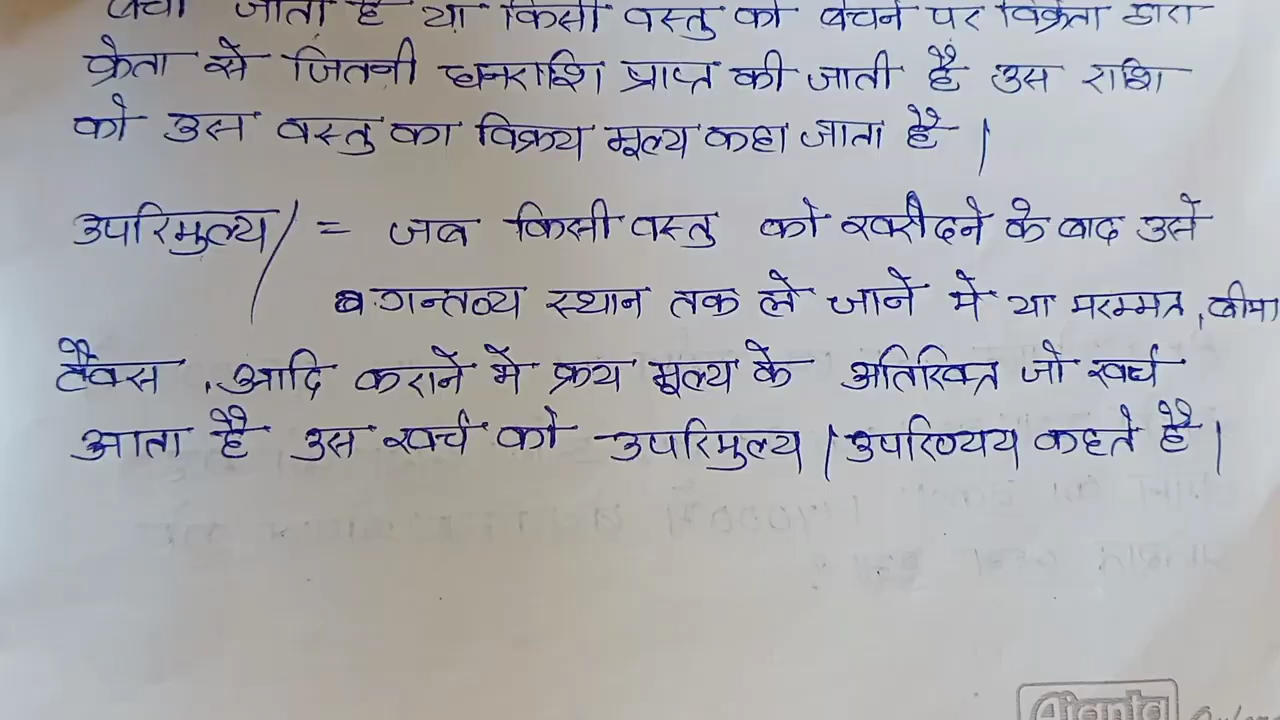 बेचा जाता है या किसी वस्तु को बेचने पर विक्रेता द्वारा
क्रेता से जितनी धनराशि प्राप्त की जाती है उस राशि
को उस वस्तु का विक्रय मूल्य कहा जाता है |
उपरिमुल्य/ = जब किसी वस्तु को खरीदने के बाद उसे
गन्तव्य स्थान तक ले जाने में या मरम्मत, बीमा
टैक्स, आदि कराने में क्रय मूल्य के अतिरिक्त जो खर्च
आता है उस खर्च को उपरिमुल्य / उपरिव्यय कहते है |
Ajanta